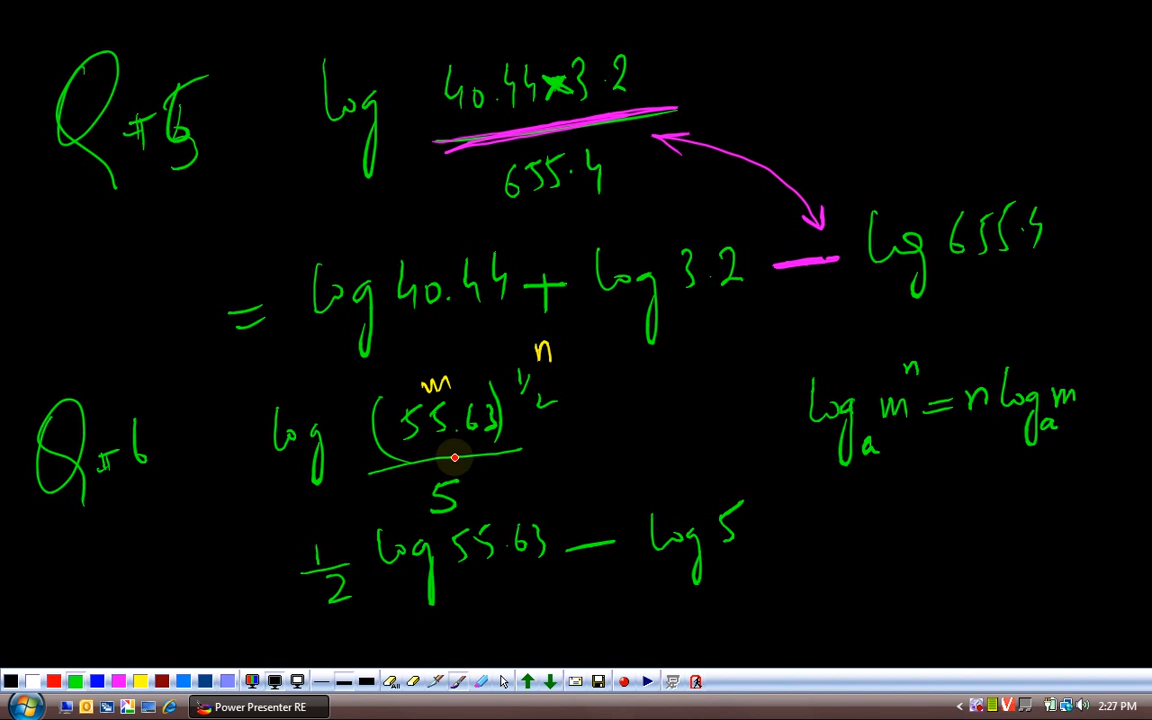 Q#5 log 40.44×3.2
655.4
= log 40.44 + log 3.2 — log 655.4
n
m
Q#6 log (55.63)^1/2
5
log_a m^n = n log_a m
1/2 log 55.63 — log 5
All
Power Presenter RE
2:27 PM